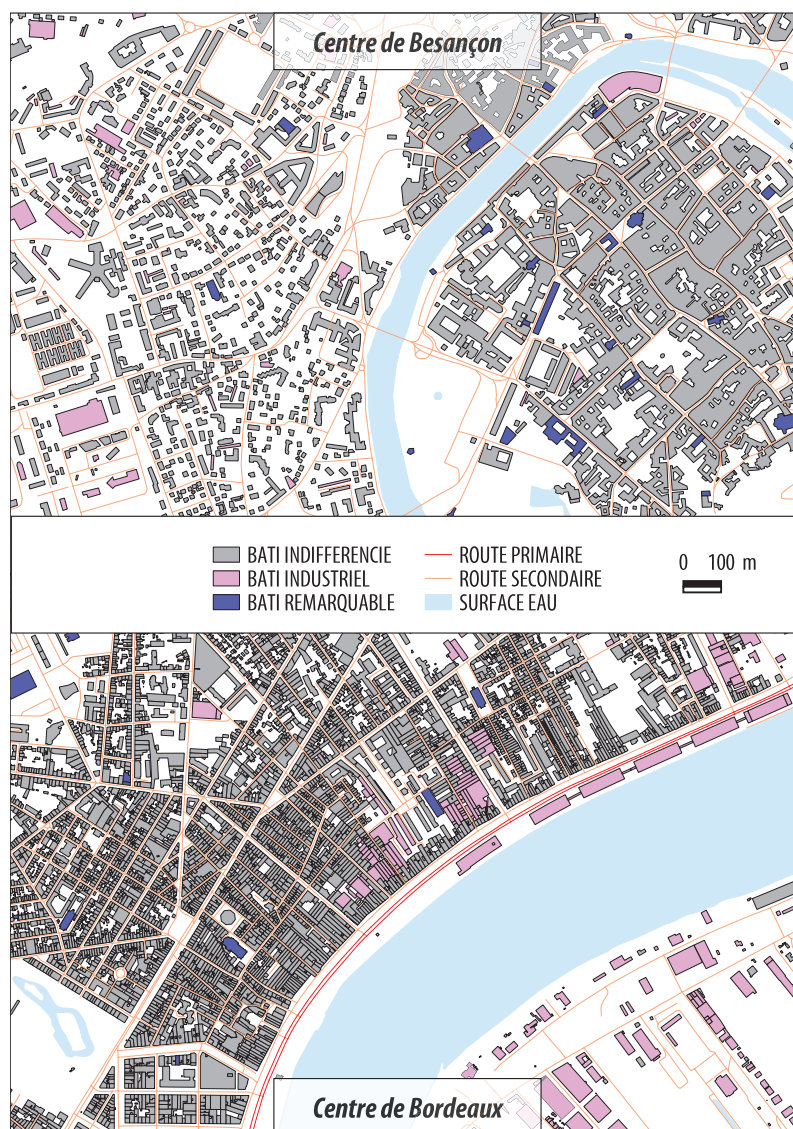 Centre de Besançon
BATI INDIFFERENCIE
BATI INDUSTRIEL
BATI REMARQUABLE
ROUTE PRIMAIRE
ROUTE SECONDAIRE
SURFACE EAU
0 100 m
Centre de Bordeaux